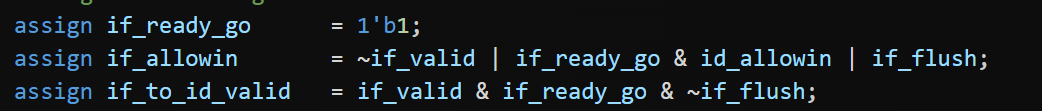 assign if_ready_go = 1'b1;
assign if_allowin = ~if_valid | if_ready_go & id_allowin | if_flush;
assign if_to_id_valid = if_valid & if_ready_go & ~if_flush;